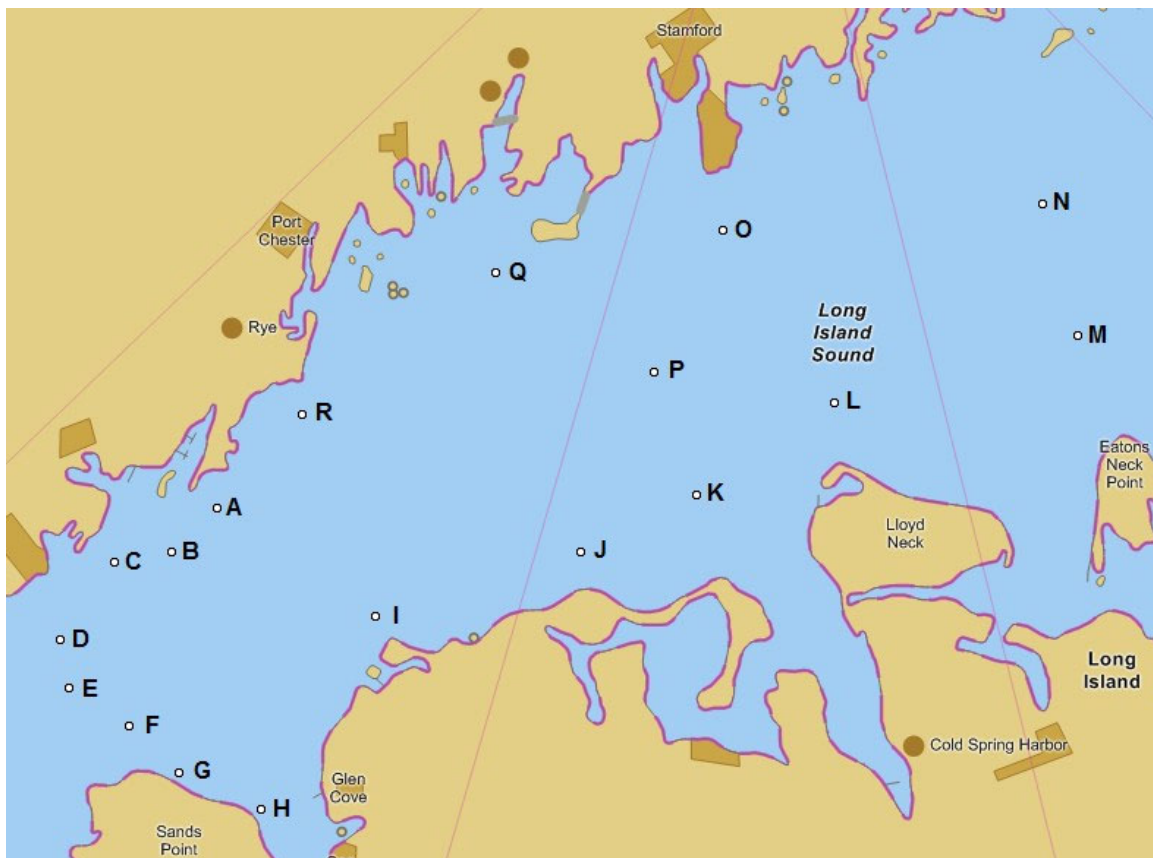 Stamford
N
Port
Chester
O
Q
Long
Island
Sound
Rye
M
P
L
R
Eatons
Neck
Point
K
A
Lloyd
Neck
B
J
C
I
D
Long
Island
E
F
Cold Spring Harbor
G
Glen
Cove
H
Sands
Point